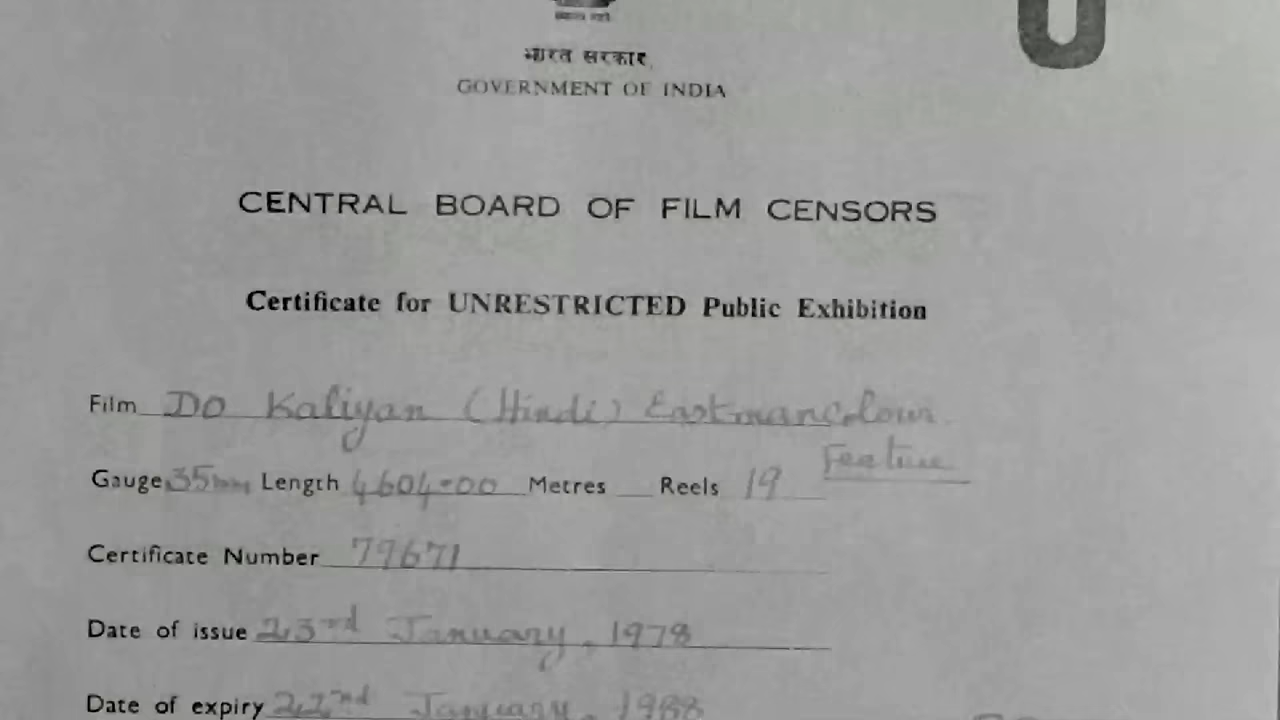 U
भारत सरकार
GOVERNMENT OF INDIA
CENTRAL BOARD OF FILM CENSORS
Certificate for UNRESTRICTED Public Exhibition
Film Do Kaliyan (Hindi) Eastmancolour
Feature
Gauge 35mm Length 4604-00 Metres Reels 19
Certificate Number 77671
Date of issue 23rd January, 1978
Date of expiry 22nd January, 1988